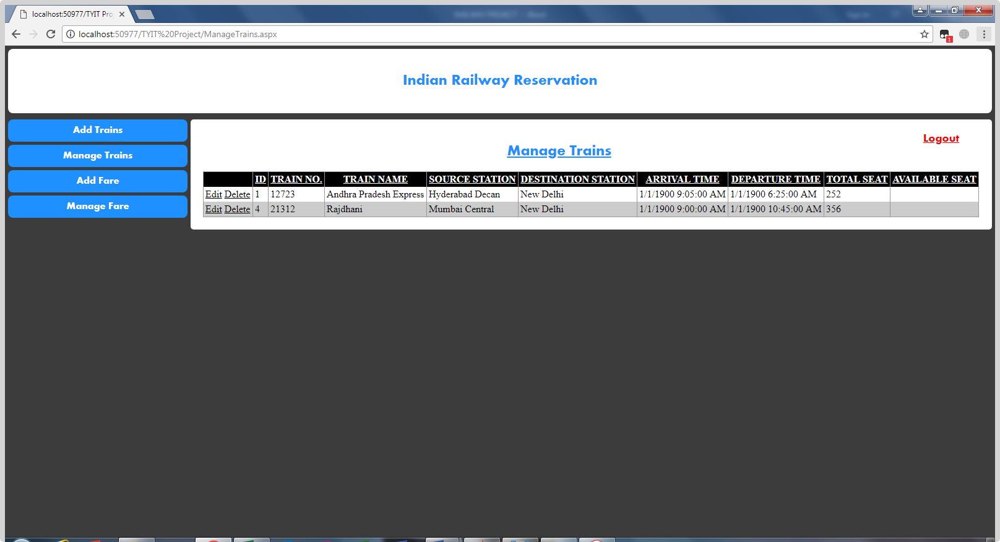 localhost:50977/TYIT Pro
localhost:50977/TYIT%20Project/ManageTrains.aspx
1
Indian Railway Reservation
Add Trains
Manage Trains
Add Fare
Manage Fare
Logout
Manage Trains
ID TRAIN NO. TRAIN NAME SOURCE STATION DESTINATION STATION ARRIVAL TIME DEPARTURE TIME TOTAL SEAT AVAILABLE SEAT
Edit Delete 1 12723 Andhra Pradesh Express Hyderabad Decan New Delhi 1/1/1900 9:05:00 AM 1/1/1900 6:25:00 AM 252
Edit Delete 4 21312 Rajdhani Mumbai Central New Delhi 1/1/1900 9:00:00 AM 1/1/1900 10:45:00 AM 356